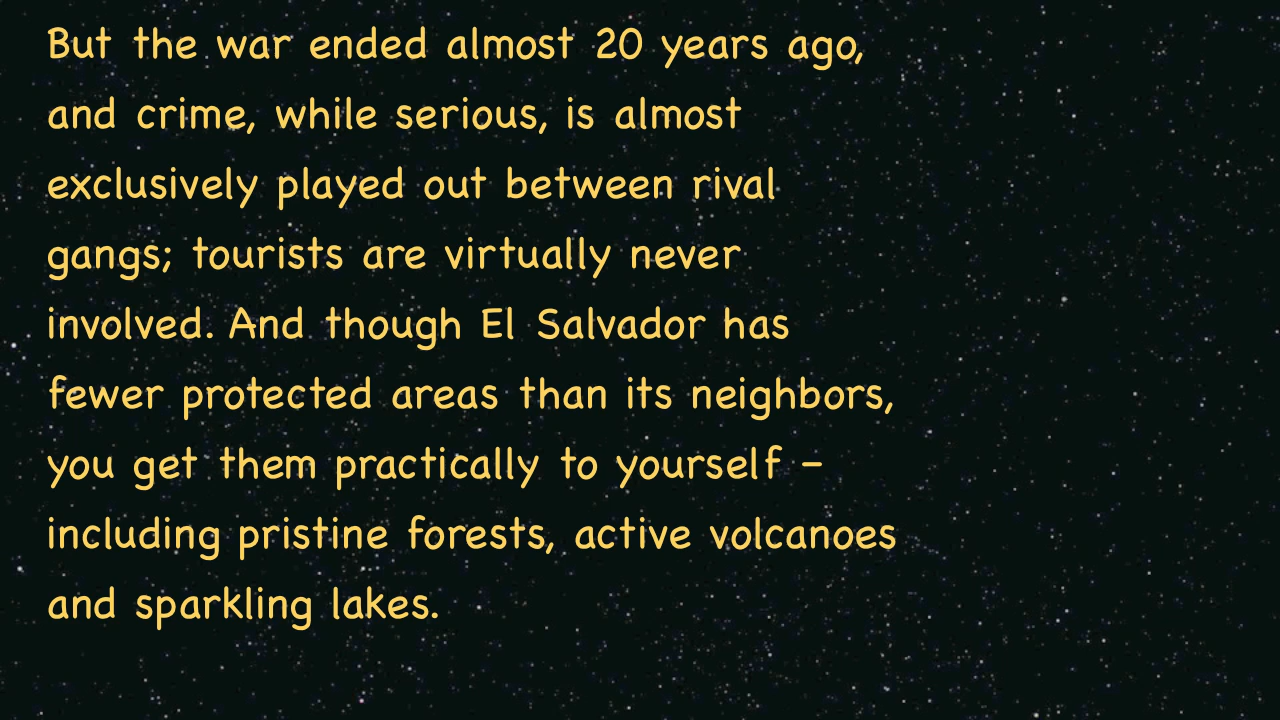 But the war ended almost 20 years ago,
and crime, while serious, is almost
exclusively played out between rival
gangs; tourists are virtually never
involved. And though El Salvador has
fewer protected areas than its neighbors,
you get them practically to yourself –
including pristine forests, active volcanoes
and sparkling lakes.